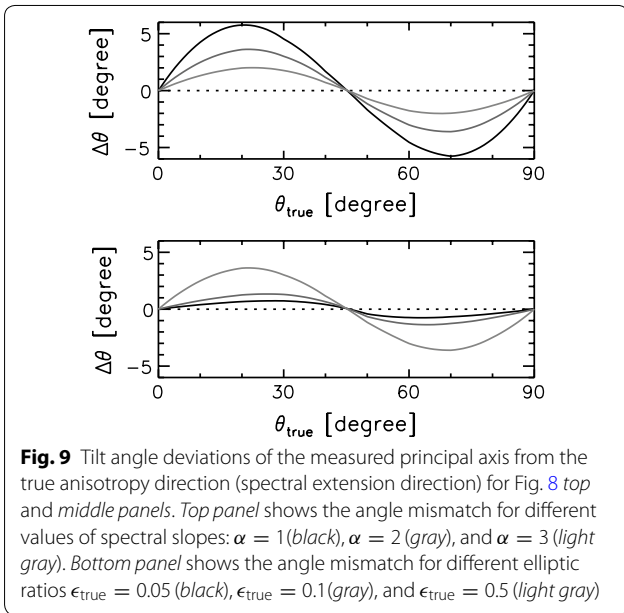 5
0
−5
Δθ [degree]
0 30 60 90
θtrue [degree]
5
0
−5
Δθ [degree]
0 30 60 90
θtrue [degree]
Fig. 9 Tilt angle deviations of the measured principal axis from the
true anisotropy direction (spectral extension direction) for Fig. 8 top
and middle panels. Top panel shows the angle mismatch for different
values of spectral slopes: α = 1(black), α = 2 (gray), and α = 3 (light
gray). Bottom panel shows the angle mismatch for different elliptic
ratios ϵtrue = 0.05 (black), ϵtrue = 0.1(gray), and ϵtrue = 0.5 (light gray)